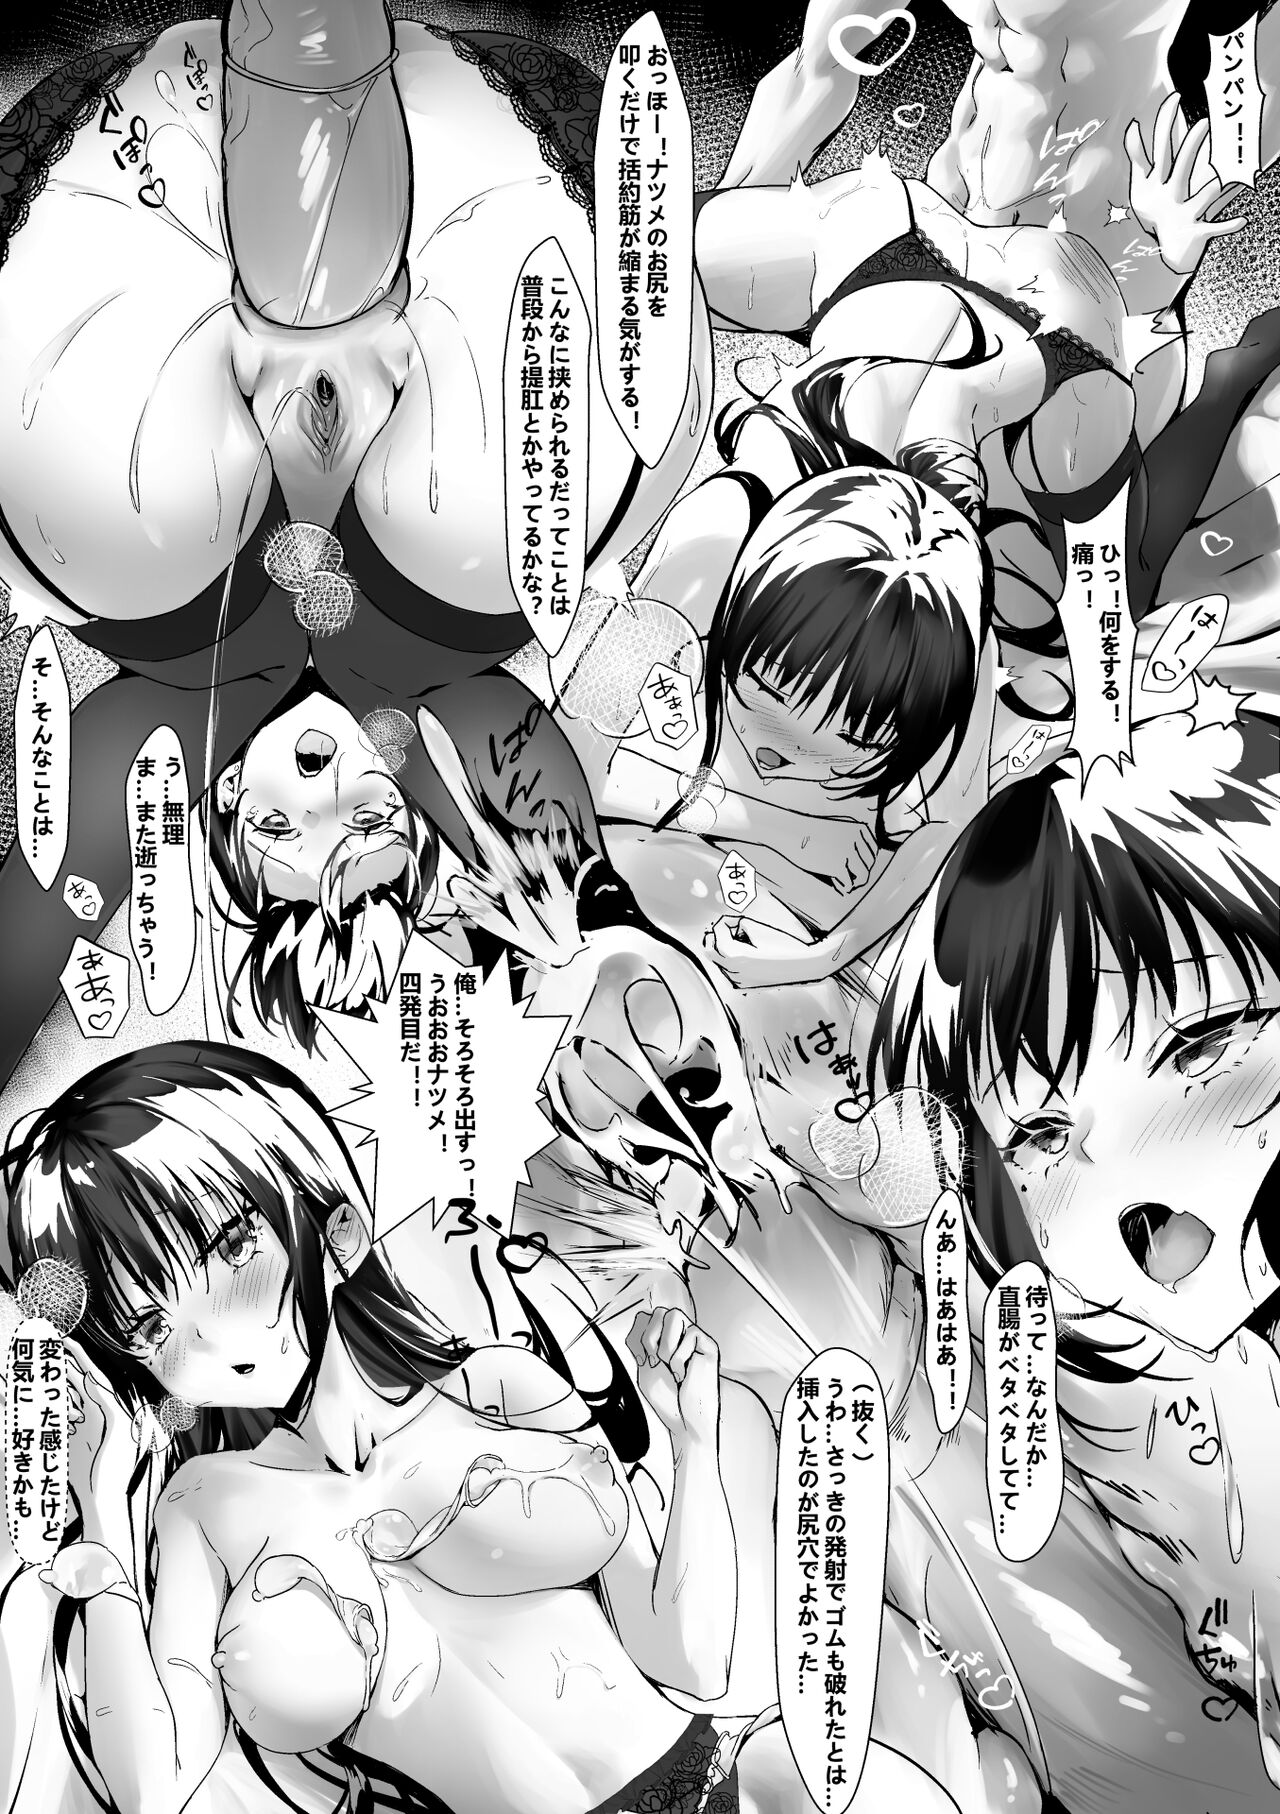 パンパン！！
おっほー！ナツメのお尻を
叩くだけで括約筋が縮まる気がする！
こんなに挟められるだってことは
普段から提肛とかやってるかな？
ひっ！何をする！
痛っ！
そ…そんなことは…
う…無理
ま…また逝っちゃう！
俺…そろそろ出すっ！
うおおおナツメ！
四発目だ！！
んあ…はあはあ！！
待って…なんだか…
直腸がベタベタしてて…
（抜く）
うわ…さっきの発射でゴムも破れたとは…
挿入したのが尻穴でよかった…
変わった感じたけど
何気に…好きかも…
ぱん
ぱんっ
あぁっ♡
あっ♡
ああっ♡
はーっ♡
はぁ♡
ひっ♡
ぐちゅ♡